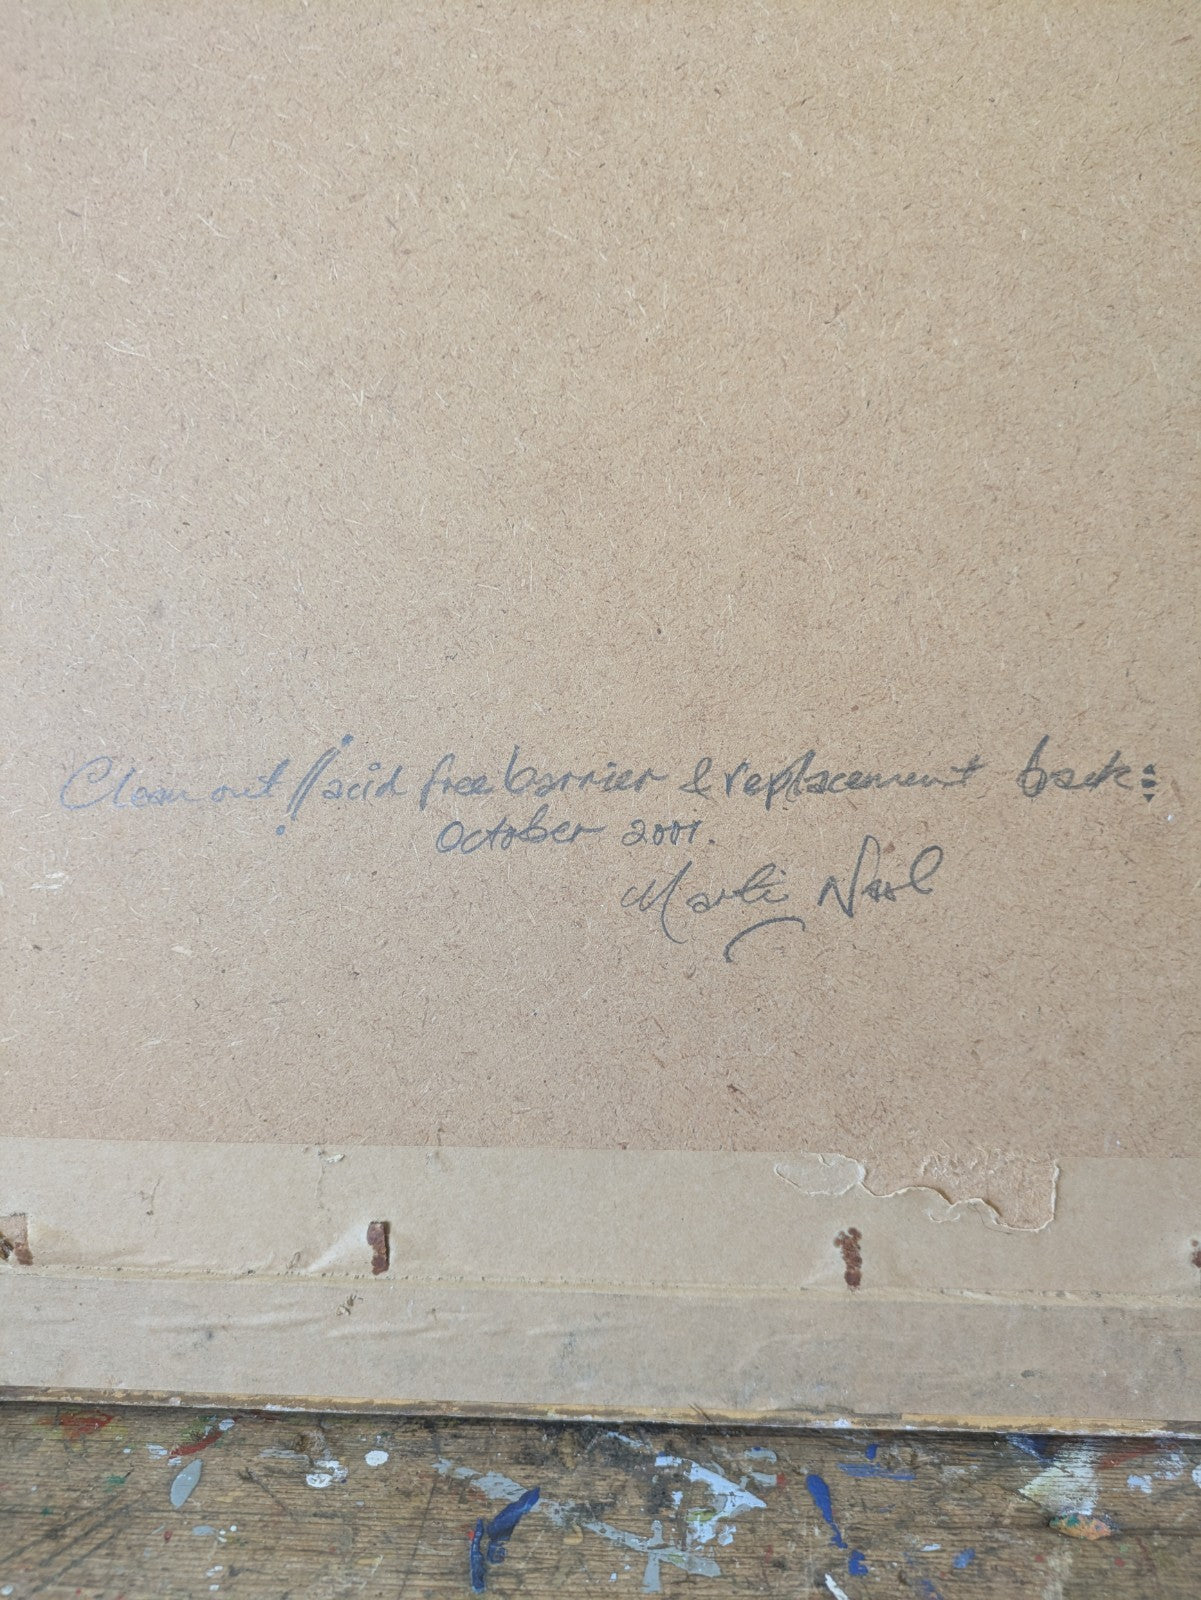 Clean out // acid free barrier & replacement back:
October 2001.